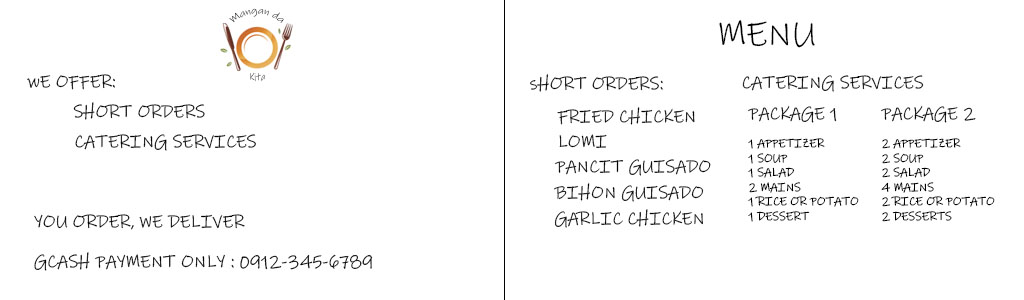 Mangan da
Kita
WE OFFER:
SHORT ORDERS
CATERING SERVICES
YOU ORDER, WE DELIVER
GCASH PAYMENT ONLY : 0912-345-6789
MENU
SHORT ORDERS:
FRIED CHICKEN
LOMI
PANCIT GUISADO
BIHON GUISADO
GARLIC CHICKEN
CATERING SERVICES
PACKAGE 1
1 APPETIZER
1 SOUP
1 SALAD
2 MAINS
1 RICE OR POTATO
1 DESSERT
PACKAGE 2
2 APPETIZER
2 SOUP
2 SALAD
4 MAINS
2 RICE OR POTATO
2 DESSERTS